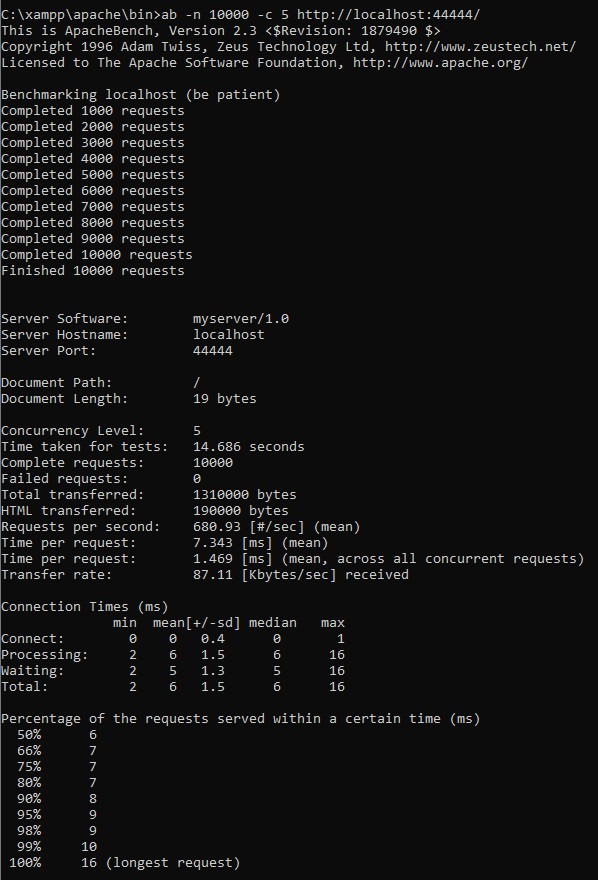 C:\xampp\apache\bin>ab -n 10000 -c 5 http://localhost:44444/
This is ApacheBench, Version 2.3 <$Revision: 1879490 $>
Copyright 1996 Adam Twiss, Zeus Technology Ltd, http://www.zeustech.net/
Licensed to The Apache Software Foundation, http://www.apache.org/

Benchmarking localhost (be patient)
Completed 1000 requests
Completed 2000 requests
Completed 3000 requests
Completed 4000 requests
Completed 5000 requests
Completed 6000 requests
Completed 7000 requests
Completed 8000 requests
Completed 9000 requests
Completed 10000 requests
Finished 10000 requests


Server Software:        myserver/1.0
Server Hostname:        localhost
Server Port:            44444

Document Path:          /
Document Length:        19 bytes

Concurrency Level:      5
Time taken for tests:   14.686 seconds
Complete requests:      10000
Failed requests:        0
Total transferred:      1310000 bytes
HTML transferred:       190000 bytes
Requests per second:    680.93 [#/sec] (mean)
Time per request:       7.343 [ms] (mean)
Time per request:       1.469 [ms] (mean, across all concurrent requests)
Transfer rate:          87.11 [Kbytes/sec] received

Connection Times (ms)
              min  mean[+/-sd] median   max
Connect:        0    0   0.4      0       1
Processing:     2    6   1.5      6      16
Waiting:        2    5   1.3      5      16
Total:          2    6   1.5      6      16

Percentage of the requests served within a certain time (ms)
  50%      6
  66%      7
  75%      7
  80%      7
  90%      8
  95%      9
  98%      9
  99%     10
 100%     16 (longest request)